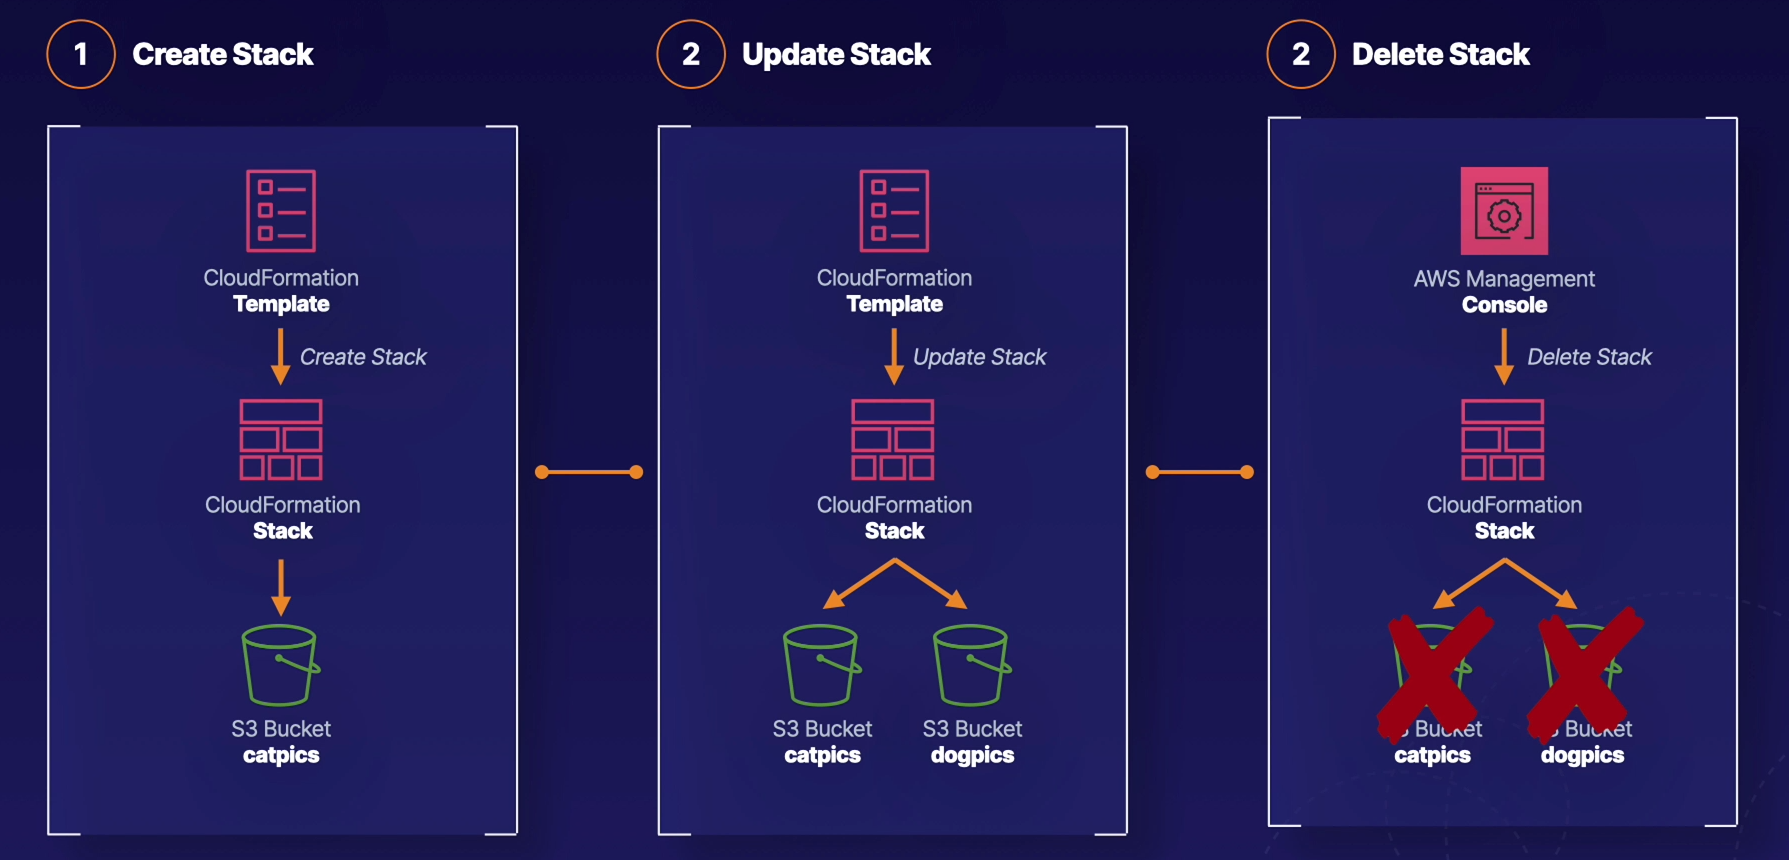 1 Create Stack
CloudFormation
Template
Create Stack
CloudFormation
Stack
S3 Bucket
catpics
2 Update Stack
CloudFormation
Template
Update Stack
CloudFormation
Stack
S3 Bucket
catpics
S3 Bucket
dogpics
2 Delete Stack
AWS Management
Console
Delete Stack
CloudFormation
Stack
Bucket
catpics
Bucket
dogpics